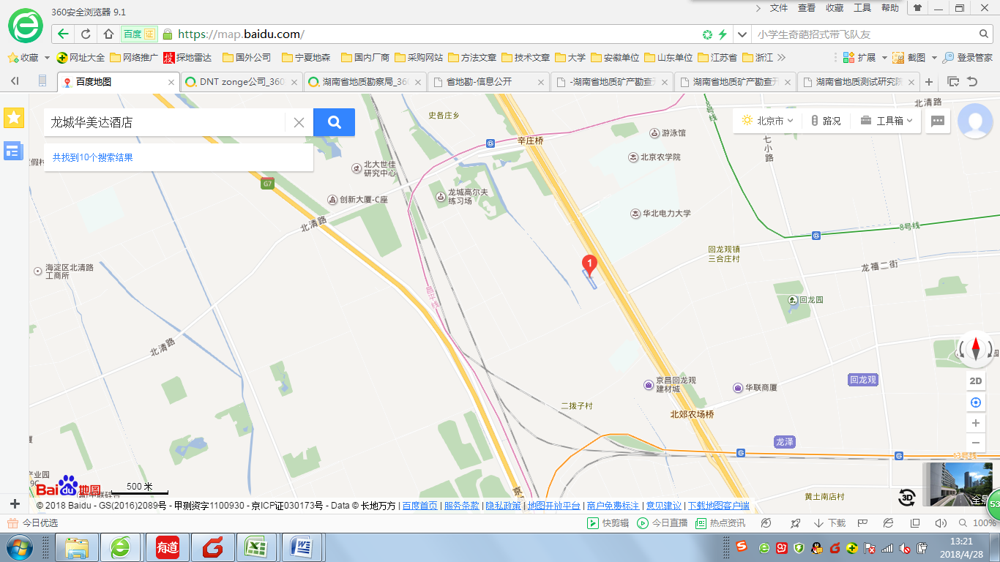 360安全浏览器 9.1
文件 查看 收藏 工具 帮助
百度 证 https://map.baidu.com/
小学生奇葩招式带飞队友
收藏 网址大全 网络推广 探地雷达 国外公司 宁夏地森 国内厂商 采购网站 方法文章 技术文章 大学 安徽单位 山东单位 江苏省 浙江 扩展 截图 登录管家
百度地图 DNT zonge公司_360 湖南省地质勘察局_36 省地勘-信息公开 -湖南省地质矿产勘查开 湖南省地质矿产勘查开 湖南省地质测试研究院
龙城华美达酒店
共找到10个搜索结果
北京市 路况 工具箱
史各庄乡
辛庄桥
游泳馆
北清路
七小路
8号线
北大世佳
研究中心
北京农学院
G7
创新大厦-C座
龙城高尔夫
练习场
华北电力大学
北清路
8号线
回龙观镇
三合庄村
1
海淀区北清路
工商所
龙禧二街
昌平线
回龙园
北清路
京昌回龙观
建材城
华联商厦
回龙观
2D
二拨子村
北郊农场桥
龙泽
13号线
产业园
Bai du 地图
500 米
京
黄土南店村
3D
全景
53
© 2018 Baidu - GS(2016)2089号 - 甲测资字1100930 - 京ICP证030173号 - Data © 长地万方 | 百度首页 | 服务条款 | 隐私政策 | 地图开放平台 | 商户免费标注 | 意见建议 | 下载地图客户端
今日优选
快剪辑 今日直播 热点资讯 下载 100%
有道
13:21
2018/4/28